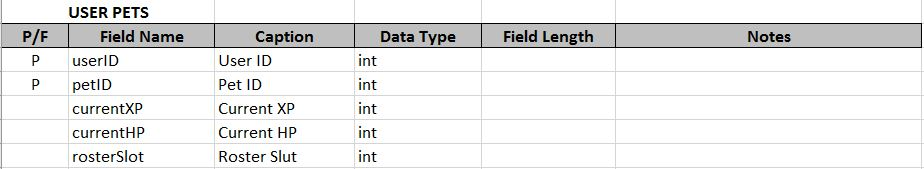 USER PETS
P/F Field Name Caption Data Type Field Length Notes
P userID User ID int
P petID Pet ID int
currentXP Current XP int
currentHP Current HP int
rosterSlot Roster Slut int